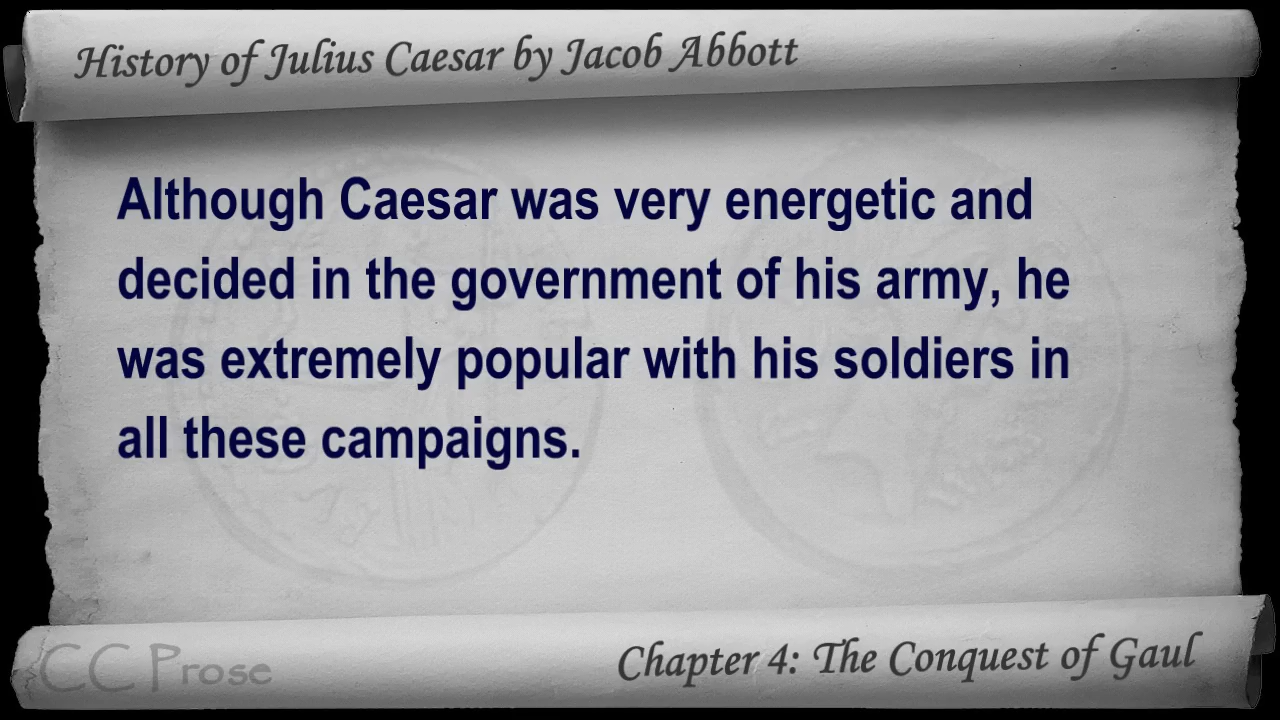 History of Julius Caesar by Jacob Abbott
Although Caesar was very energetic and
decided in the government of his army, he
was extremely popular with his soldiers in
all these campaigns.
CC Prose
Chapter 4: The Conquest of Gaul